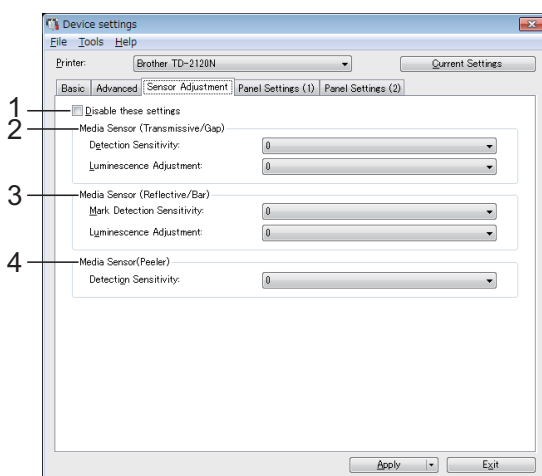 Device settings
File Tools Help
Printer: Brother TD-2120N Current Settings
Basic Advanced Sensor Adjustment Panel Settings (1) Panel Settings (2)
1 Disable these settings
2 Media Sensor (Transmissive/Gap)
Detection Sensitivity: 0
Luminescence Adjustment: 0
3 Media Sensor (Reflective/Bar)
Mark Detection Sensitivity: 0
Luminescence Adjustment: 0
4 Media Sensor(Peeler)
Detection Sensitivity: 0
Apply Exit